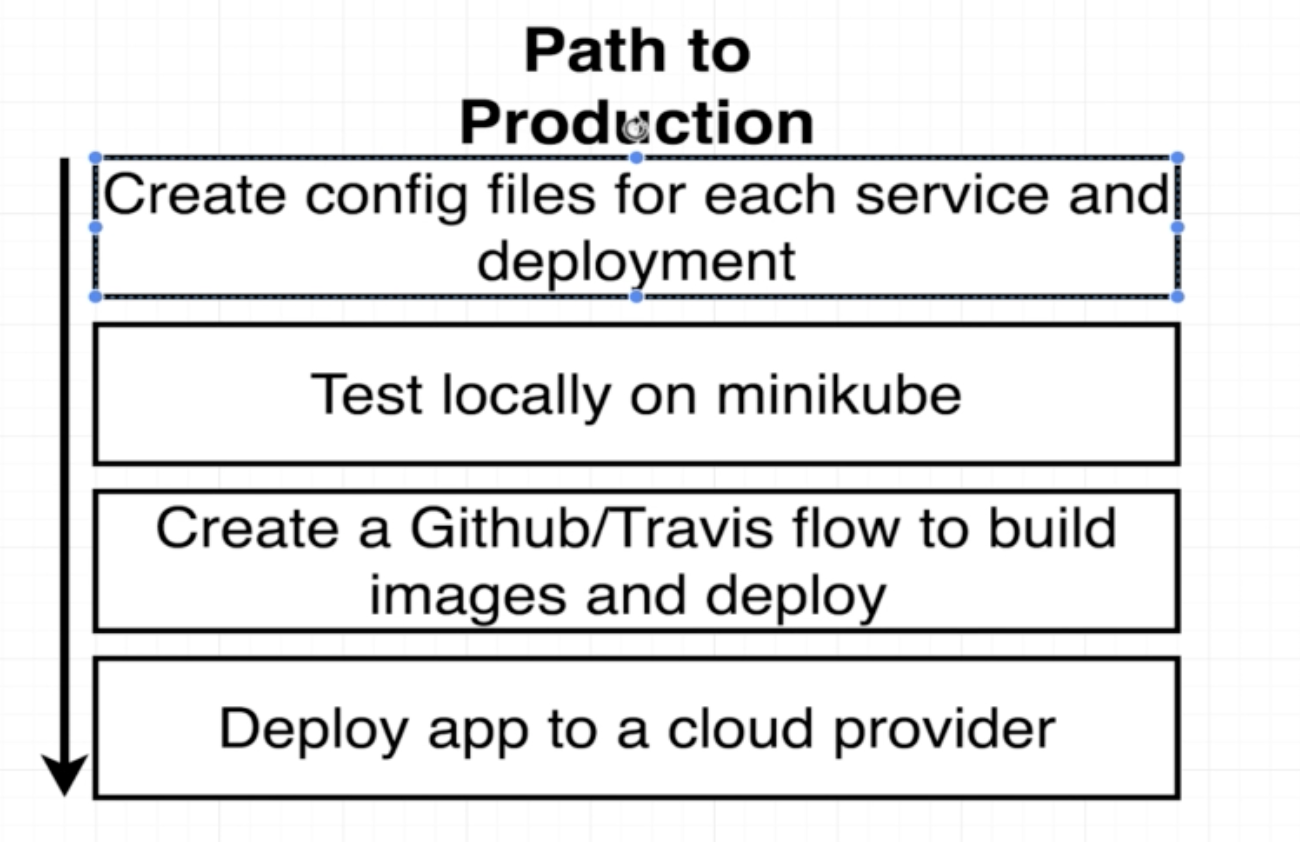 Path to
Production
Create config files for each service and
deployment
Test locally on minikube
Create a Github/Travis flow to build
images and deploy
Deploy app to a cloud provider